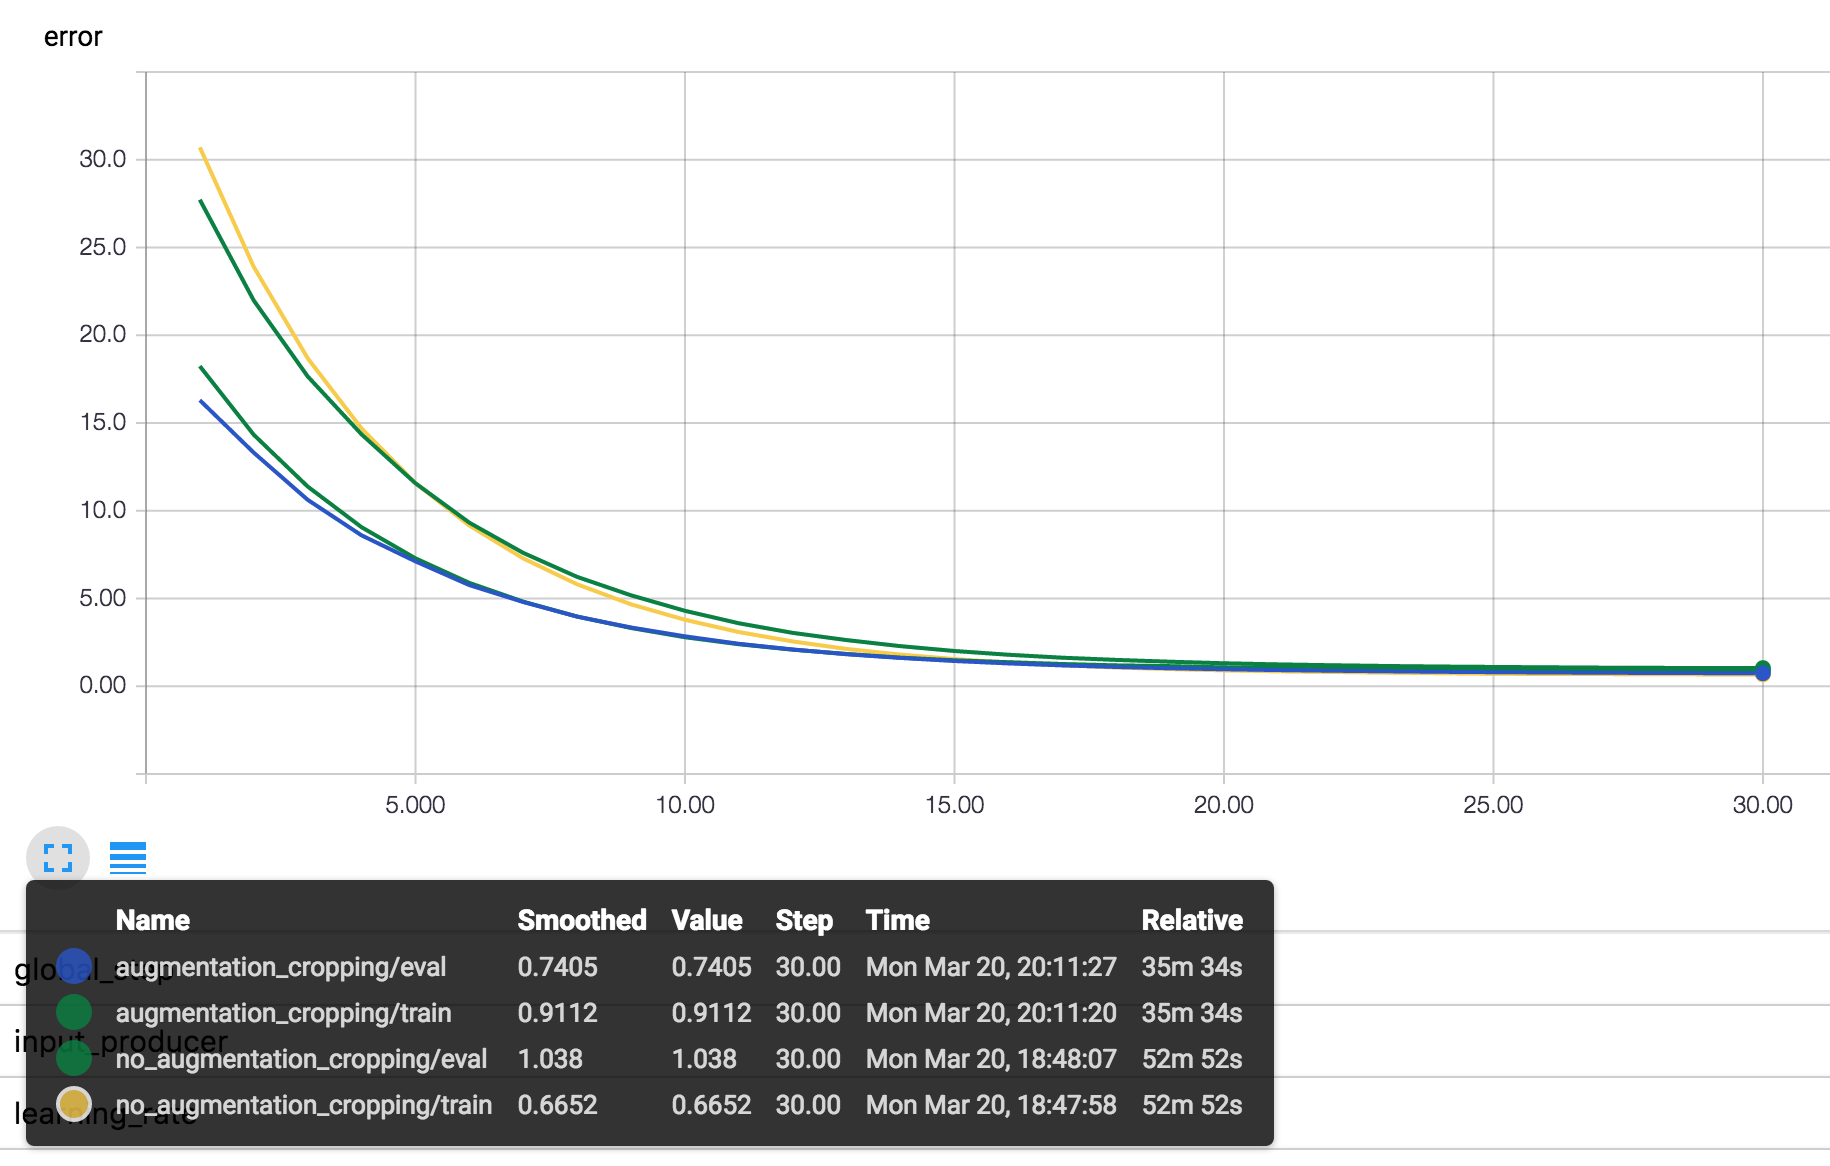 error
30.0
25.0
20.0
15.0
10.0
5.00
0.00
5.000 10.00 15.00 20.00 25.00 30.00
Name Smoothed Value Step Time Relative
global_step
augmentation_cropping/eval 0.7405 0.7405 30.00 Mon Mar 20, 20:11:27 35m 34s
augmentation_cropping/train 0.9112 0.9112 30.00 Mon Mar 20, 20:11:20 35m 34s
input_producer
no_augmentation_cropping/eval 1.038 1.038 30.00 Mon Mar 20, 18:48:07 52m 52s
learning_rate
no_augmentation_cropping/train 0.6652 0.6652 30.00 Mon Mar 20, 18:47:58 52m 52s